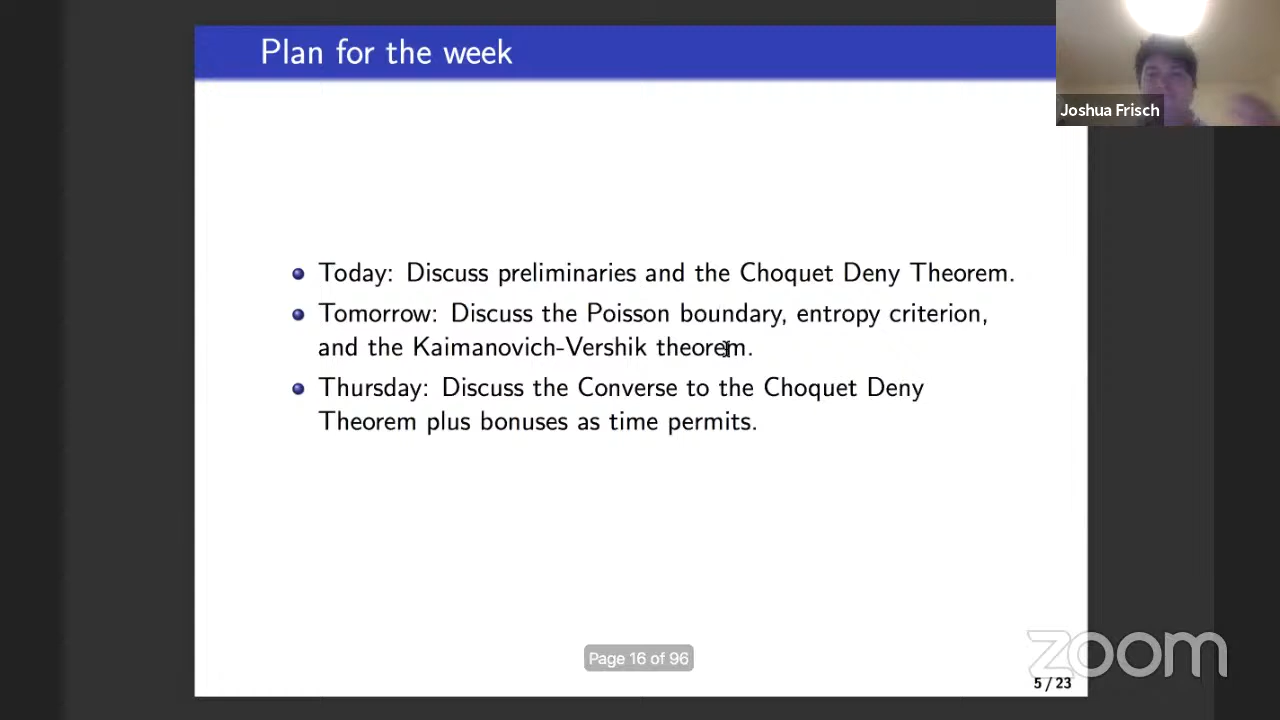 Plan for the week
Joshua Frisch
Today: Discuss preliminaries and the Choquet Deny Theorem.
Tomorrow: Discuss the Poisson boundary, entropy criterion,
and the Kaimanovich-Vershik theorem.
Thursday: Discuss the Converse to the Choquet Deny
Theorem plus bonuses as time permits.
Page 16 of 96
zoom
5 / 23